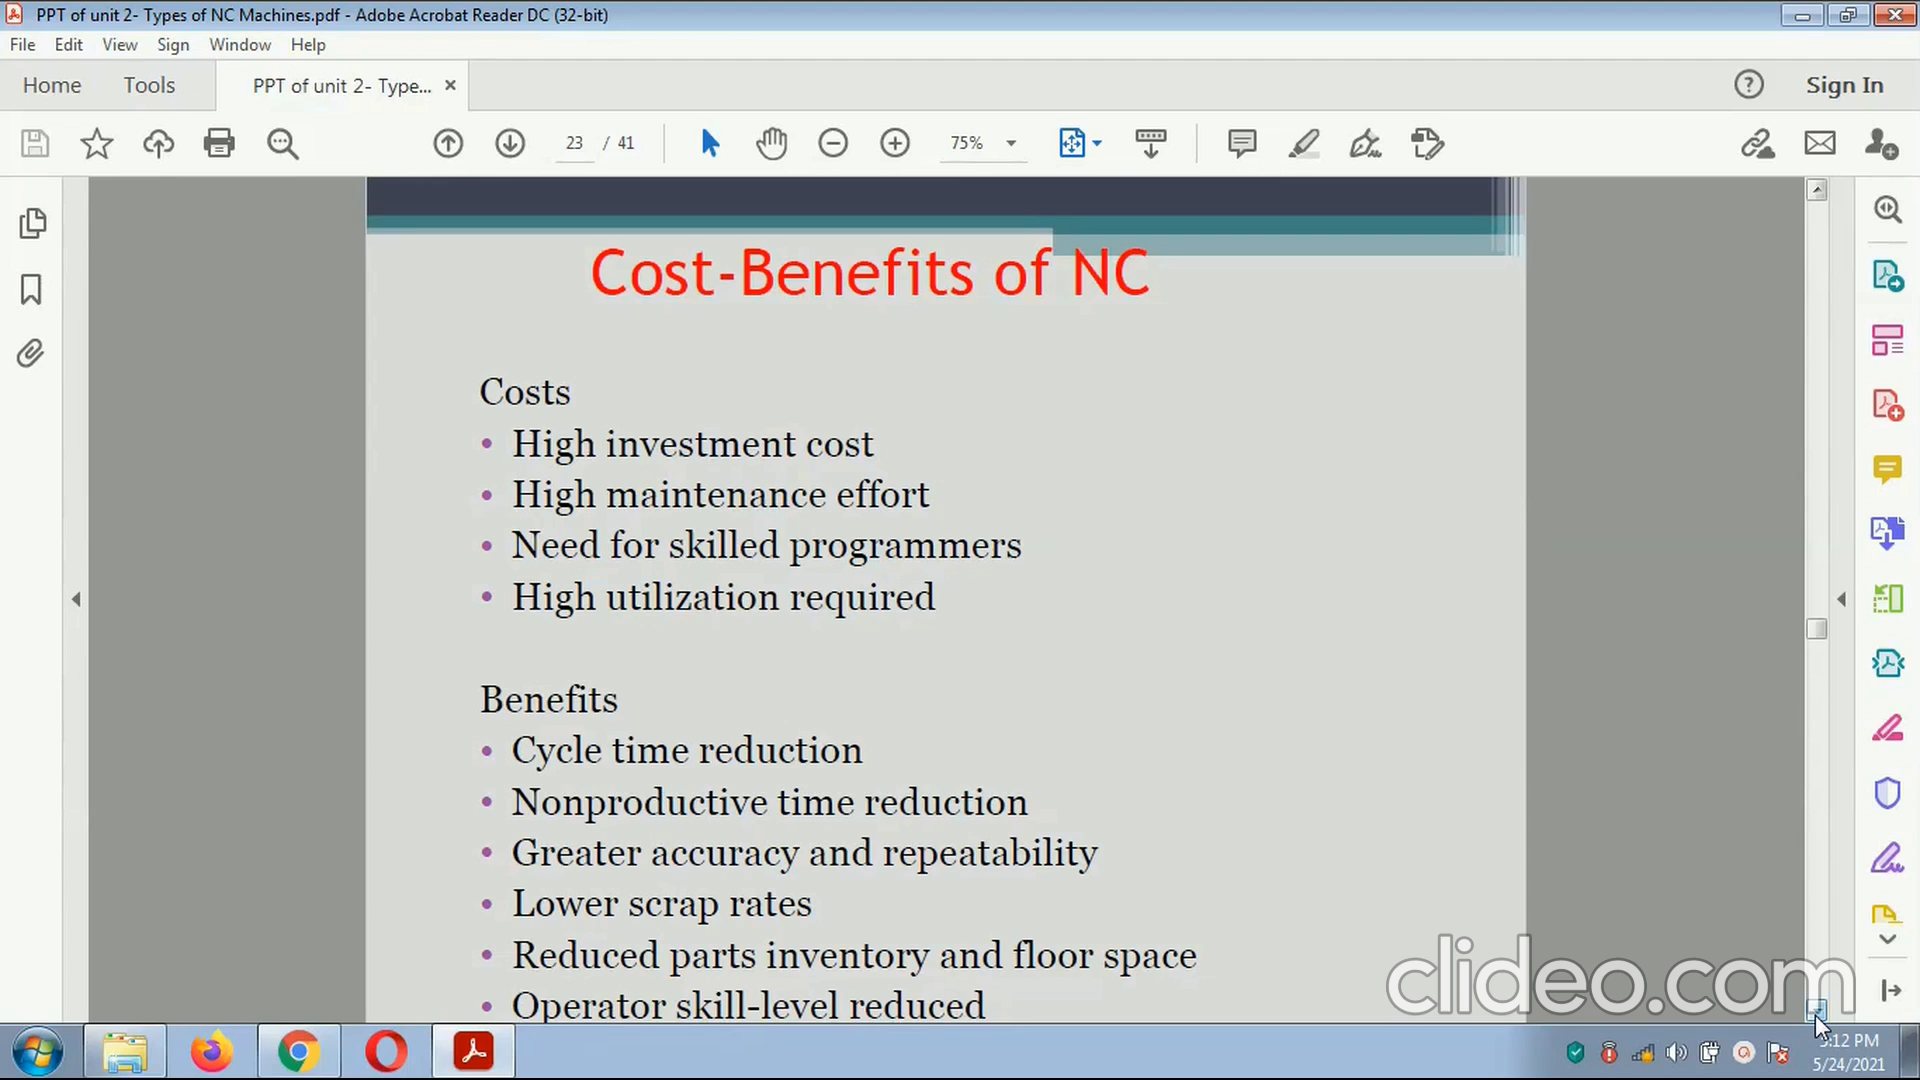 PPT of unit 2- Types of NC Machines.pdf - Adobe Acrobat Reader DC (32-bit)
File Edit View Sign Window Help
Home Tools PPT of unit 2- Type... × Sign In
23 / 41 75%
Cost-Benefits of NC
Costs
• High investment cost
• High maintenance effort
• Need for skilled programmers
• High utilization required
Benefits
• Cycle time reduction
• Nonproductive time reduction
• Greater accuracy and repeatability
• Lower scrap rates
• Reduced parts inventory and floor space
• Operator skill-level reduced
clideo.com
:12 PM
5/24/2021